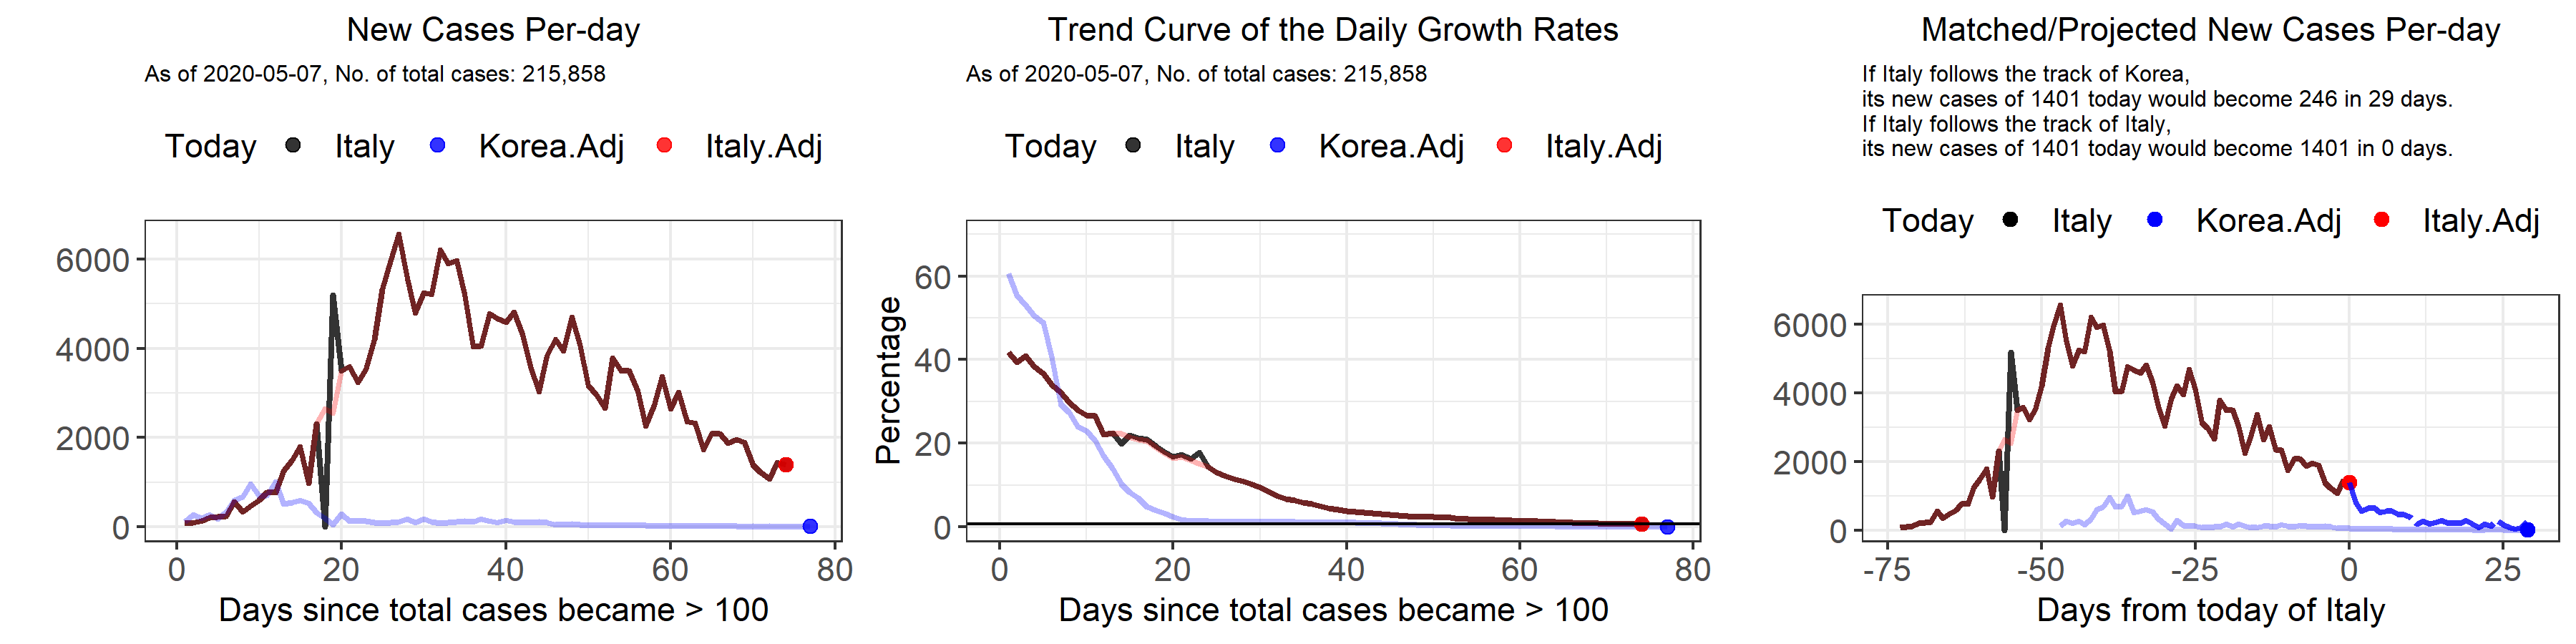 New Cases Per-day
As of 2020-05-07, No. of total cases: 215,858
Today Italy Korea.Adj Italy.Adj
6000
4000
2000
0
0 20 40 60 80
Days since total cases became > 100
Trend Curve of the Daily Growth Rates
As of 2020-05-07, No. of total cases: 215,858
Today Italy Korea.Adj Italy.Adj
Percentage
60
40
20
0
0 20 40 60 80
Days since total cases became > 100
Matched/Projected New Cases Per-day
If Italy follows the track of Korea,
its new cases of 1401 today would become 246 in 29 days.
If Italy follows the track of Italy,
its new cases of 1401 today would become 1401 in 0 days.
Today Italy Korea.Adj Italy.Adj
6000
4000
2000
0
-75 -50 -25 0 25
Days from today of Italy